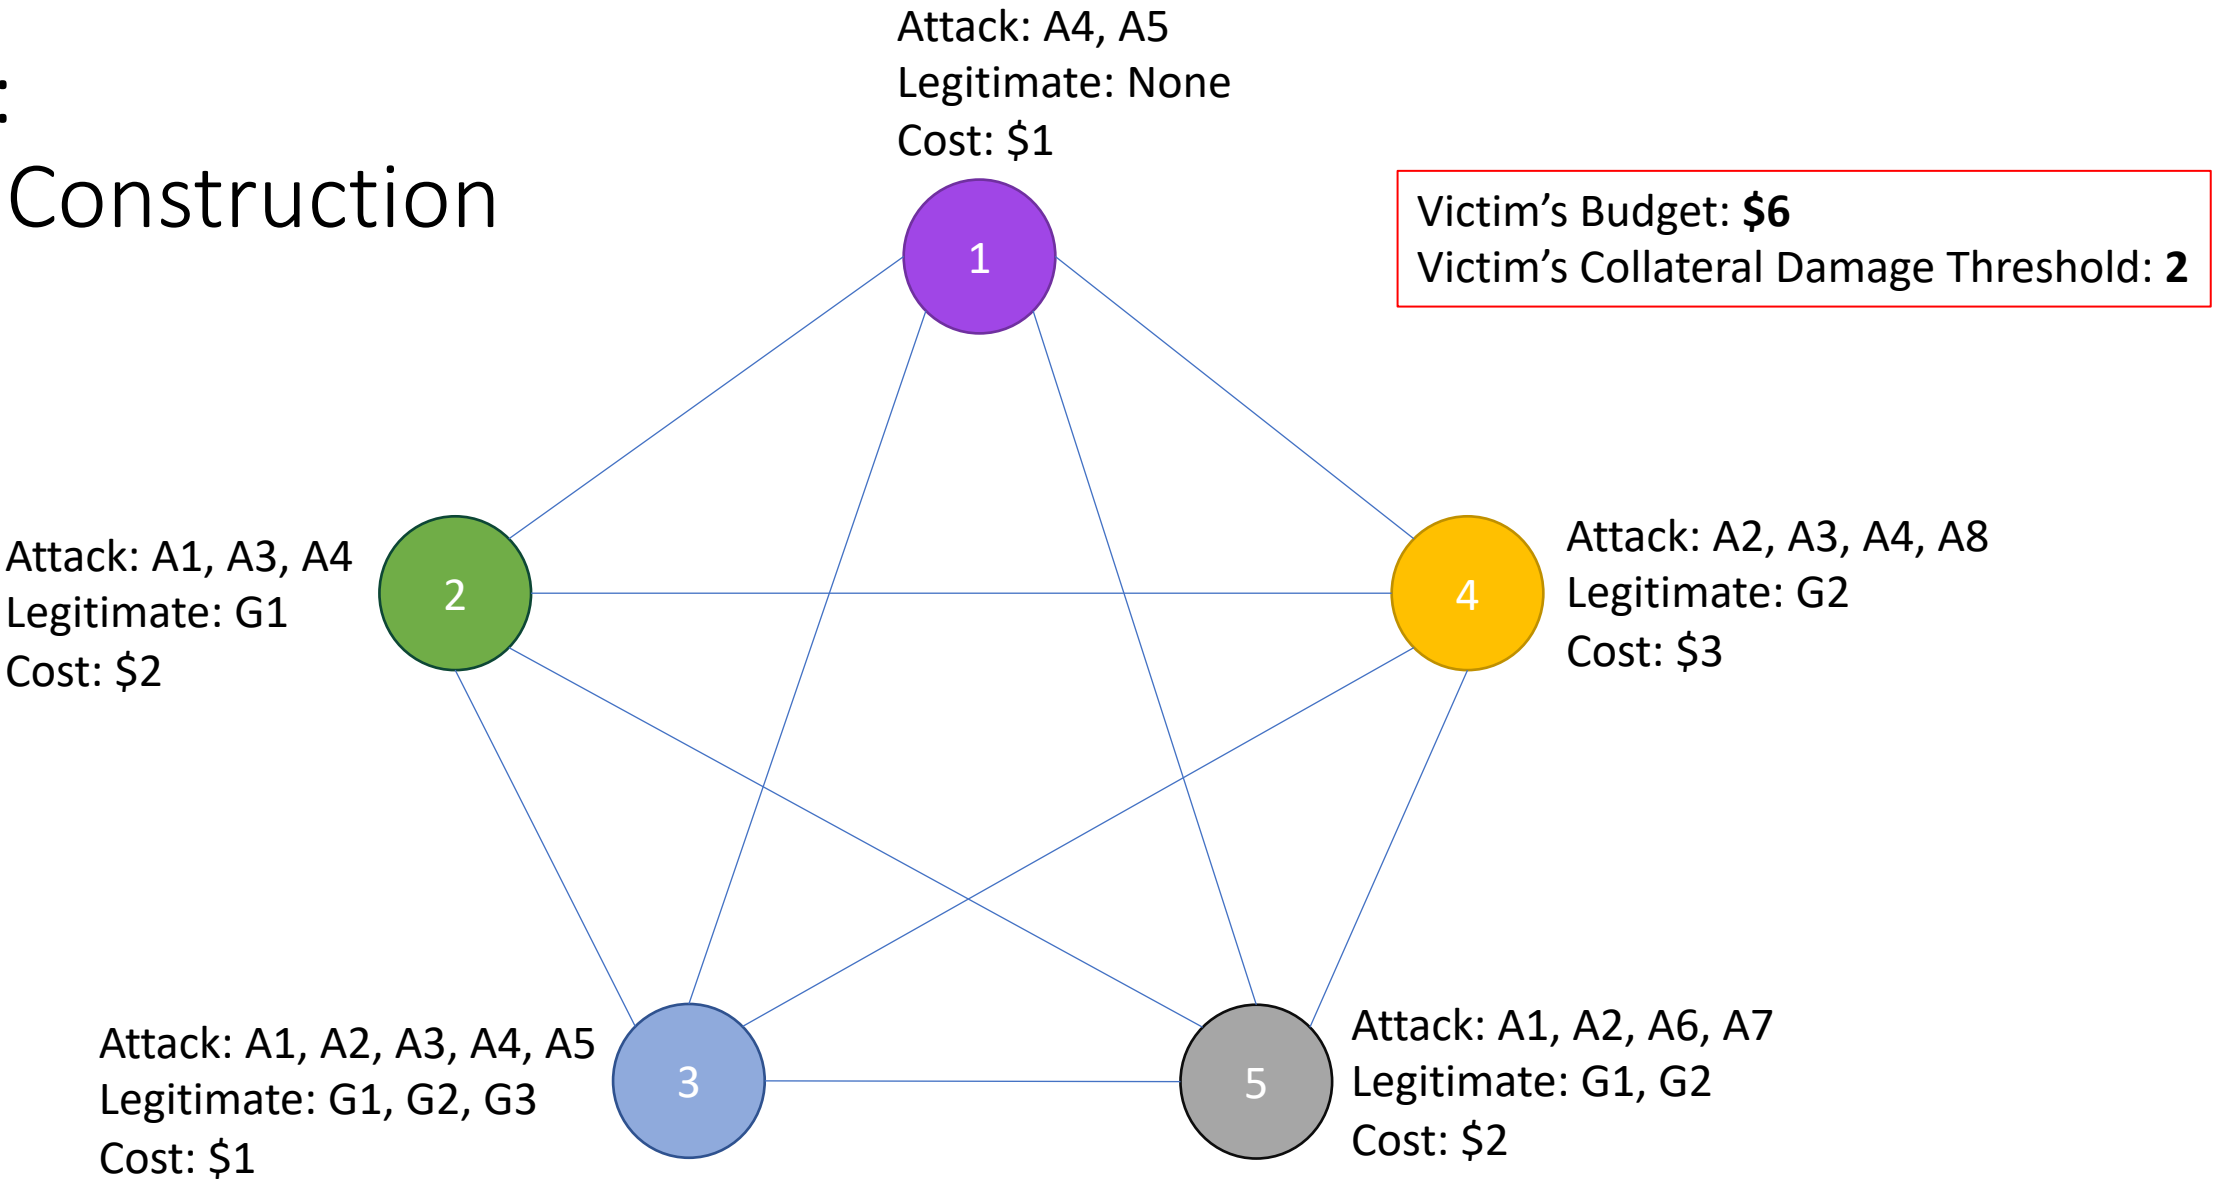 :
Construction
Attack: A4, A5
Legitimate: None
Cost: $1
Victim’s Budget: $6
Victim’s Collateral Damage Threshold: 2
1
Attack: A1, A3, A4
Legitimate: G1
Cost: $2
2
4
Attack: A2, A3, A4, A8
Legitimate: G2
Cost: $3
Attack: A1, A2, A3, A4, A5
Legitimate: G1, G2, G3
Cost: $1
3
5
Attack: A1, A2, A6, A7
Legitimate: G1, G2
Cost: $2